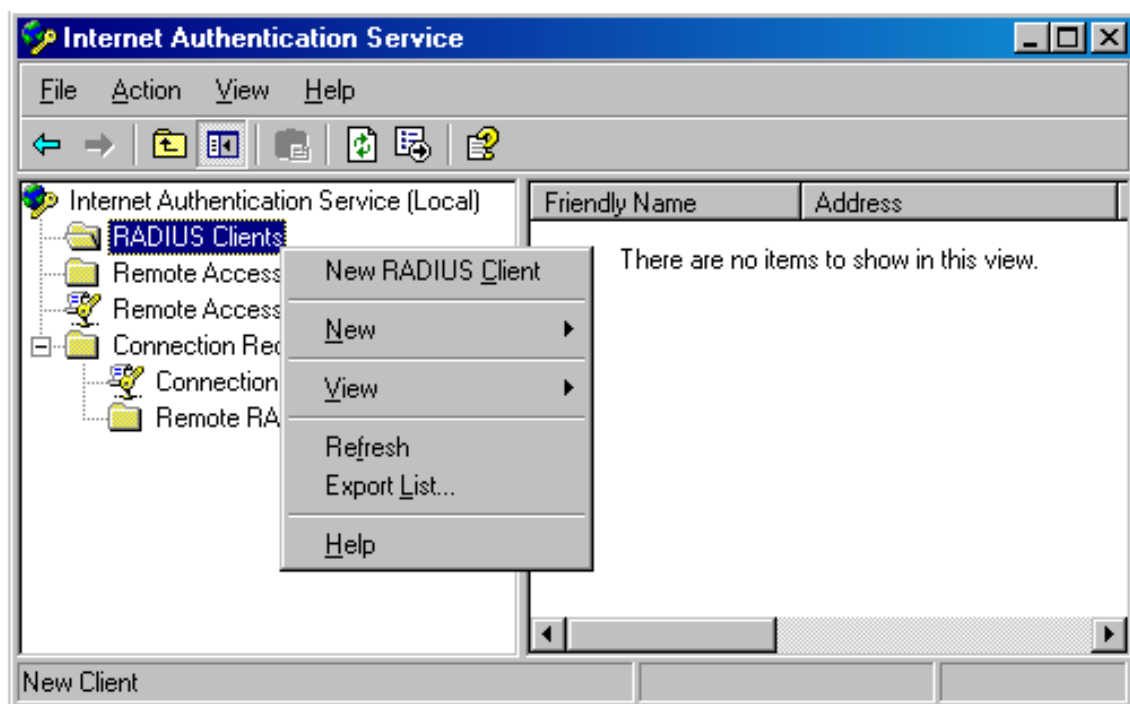 Internet Authentication Service
File Action View Help
Internet Authentication Service (Local)
RADIUS Clients
Remote Access
Remote Access
Connection Req
Connection
Remote RA
New RADIUS Client
New
View
Refresh
Export List...
Help
Friendly Name Address
There are no items to show in this view.
New Client